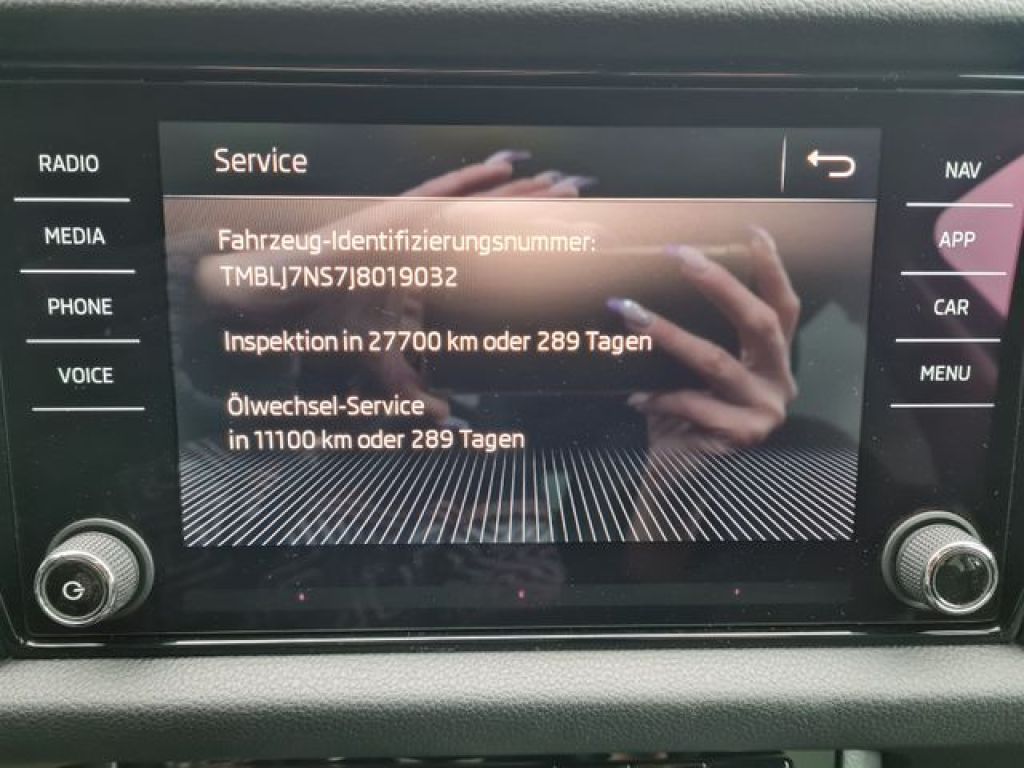 Service
RADIO
MEDIA
PHONE
VOICE
Fahrzeug-Identifizierungsnummer:
TMBLJ7NS7J8019032
Inspektion in 27700 km oder 289 Tagen
Ölwechsel-Service
in 11100 km oder 289 Tagen
NAV
APP
CAR
MENU